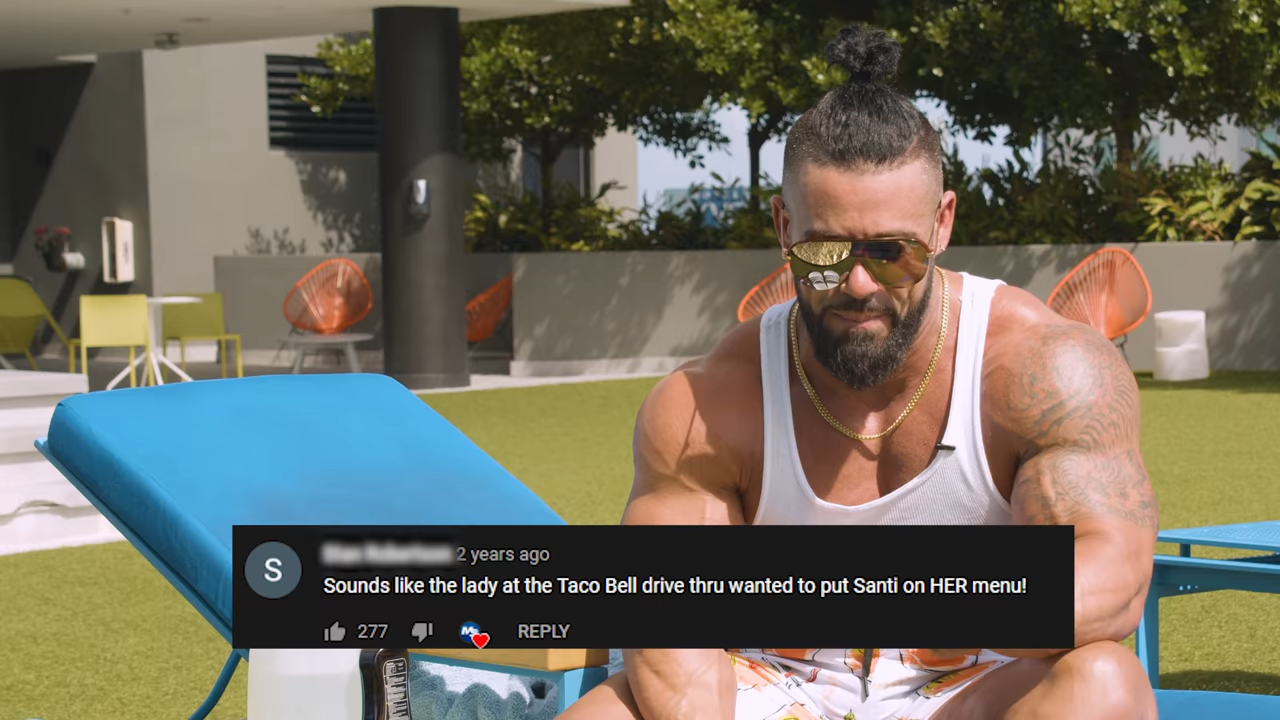 S
2 years ago
Sounds like the lady at the Taco Bell drive thru wanted to put Santi on HER menu!
277
REPLY